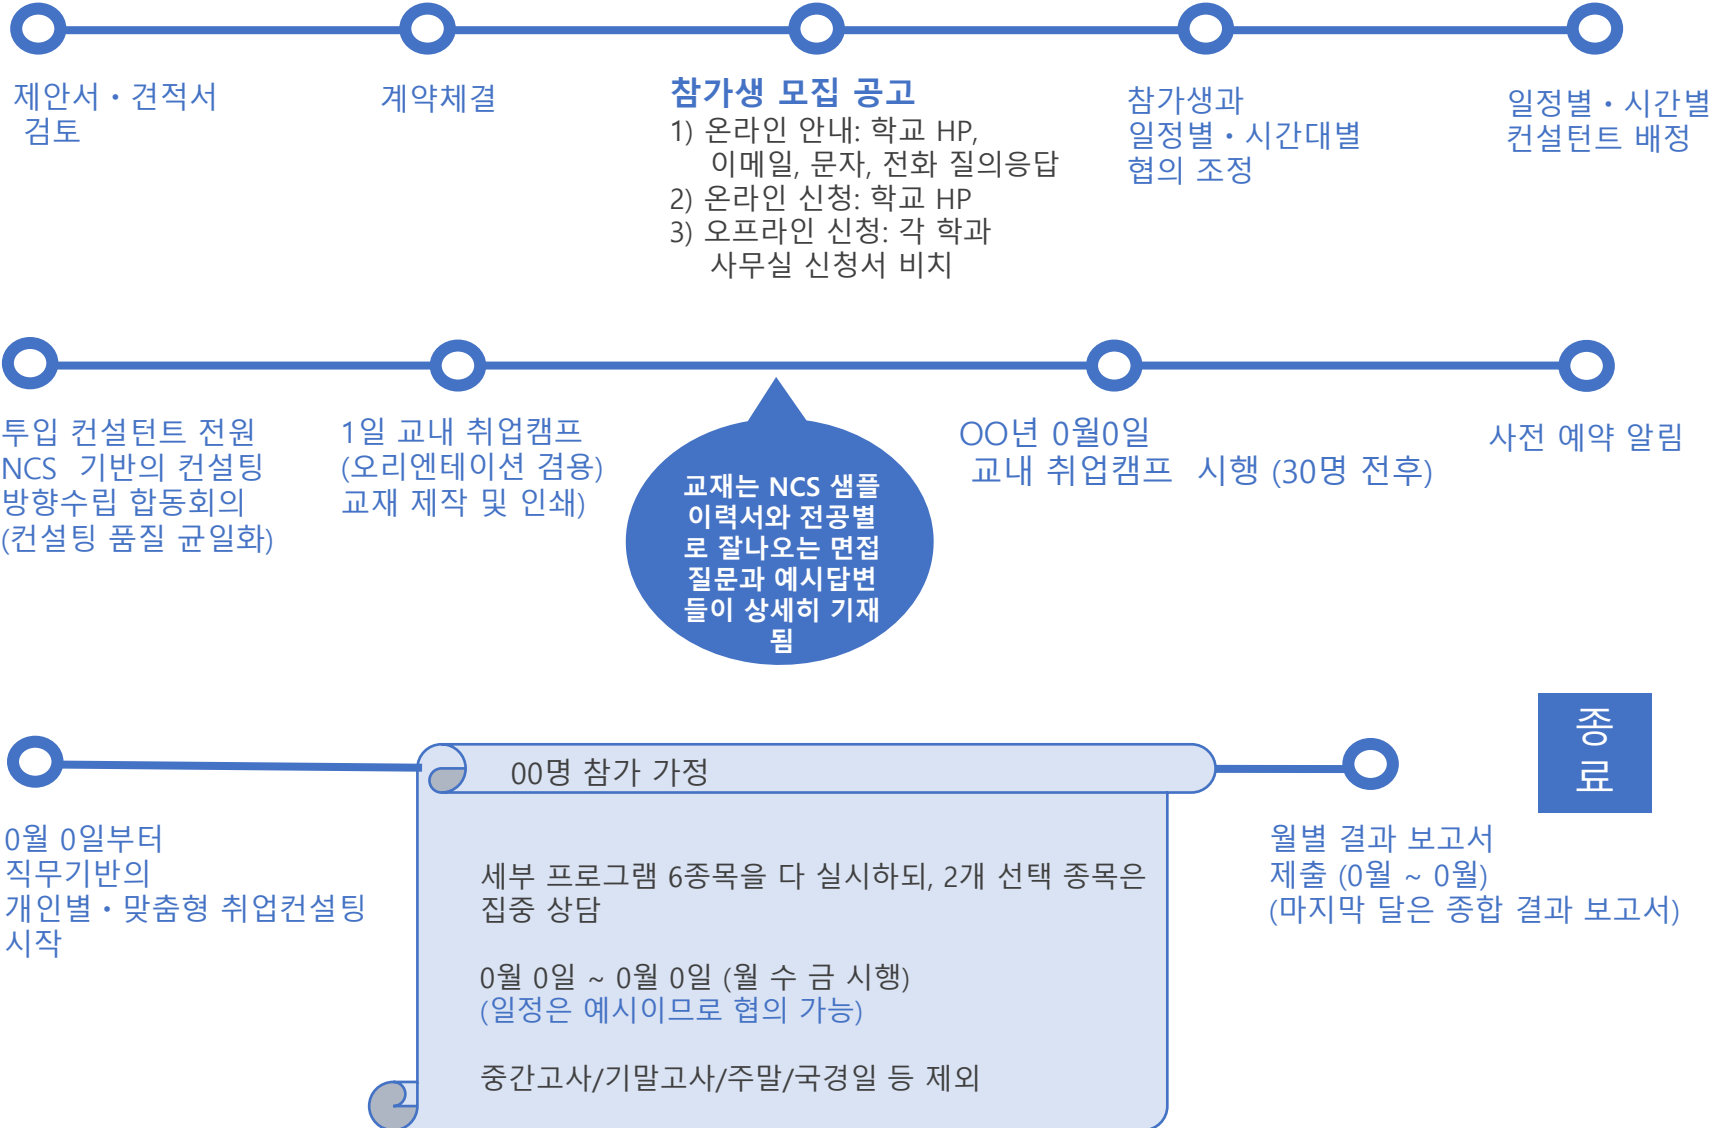 제안서・견적서
검토
계약체결
참가생 모집 공고
1) 온라인 안내: 학교 HP,
이메일, 문자, 전화 질의응답
2) 온라인 신청: 학교 HP
3) 오프라인 신청: 각 학과
사무실 신청서 비치
참가생과
일정별・시간대별
협의 조정
일정별・시간별
컨설턴트 배정
투입 컨설턴트 전원
NCS 기반의 컨설팅
방향수립 합동회의
(컨설팅 품질 균일화)
1일 교내 취업캠프
(오리엔테이션 겸용)
교재 제작 및 인쇄)
교재는 NCS 샘플
이력서와 전공별
로 잘나오는 면접
질문과 예시답변
들이 상세히 기재
됨
OO년 0월0일
교내 취업캠프 시행 (30명 전후)
사전 예약 알림
0월 0일부터
직무기반의
개인별・맞춤형 취업컨설팅
시작
00명 참가 가정
세부 프로그램 6종목을 다 실시하되, 2개 선택 종목은
집중 상담
0월 0일 ~ 0월 0일 (월 수 금 시행)
(일정은 예시이므로 협의 가능)
중간고사/기말고사/주말/국경일 등 제외
월별 결과 보고서
제출 (0월 ~ 0월)
(마지막 달은 종합 결과 보고서)
종
료